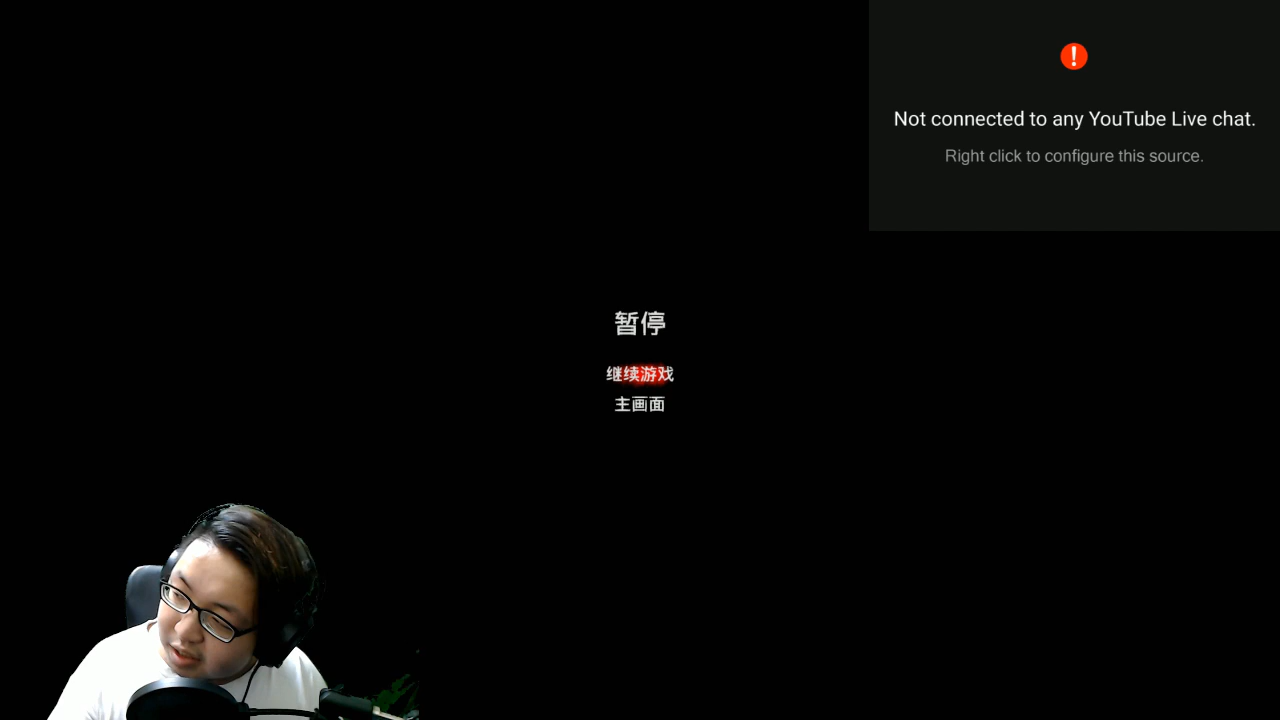 Not connected to any YouTube Live chat.
Right click to configure this source.
暂停
继续游戏
主画面